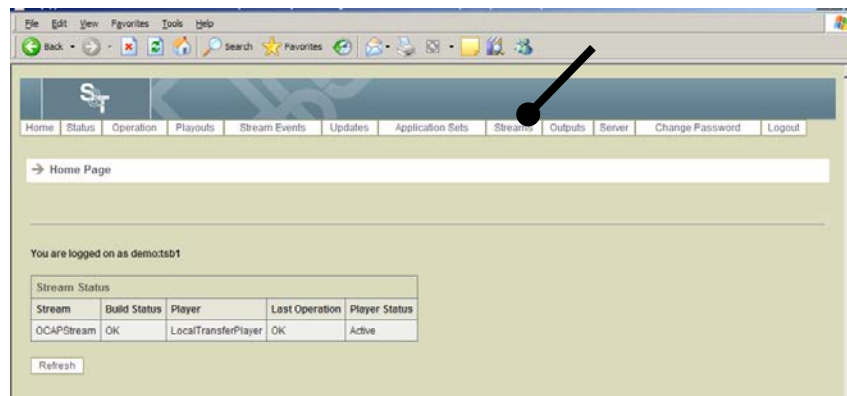 File Edit View Favorites Tools Help
Back Search Favorites
S&T
Home Status Operation Playouts Stream Events Updates Application Sets Streams Outputs Server Change Password Logout
→ Home Page
You are logged on as demo:tsb1
Stream Status
Stream Build Status Player Last Operation Player Status
OCAPStream OK LocalTransferPlayer OK Active
Refresh